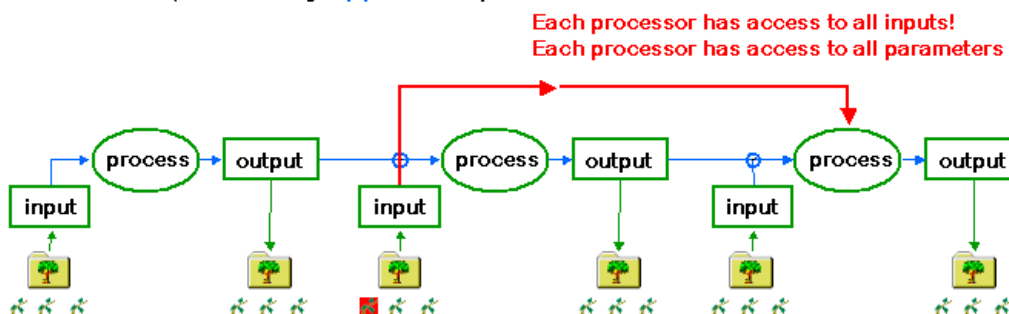 Each processor has access to all inputs!
Each processor has access to all parameters
process
output
process
output
process
output
input
input
input